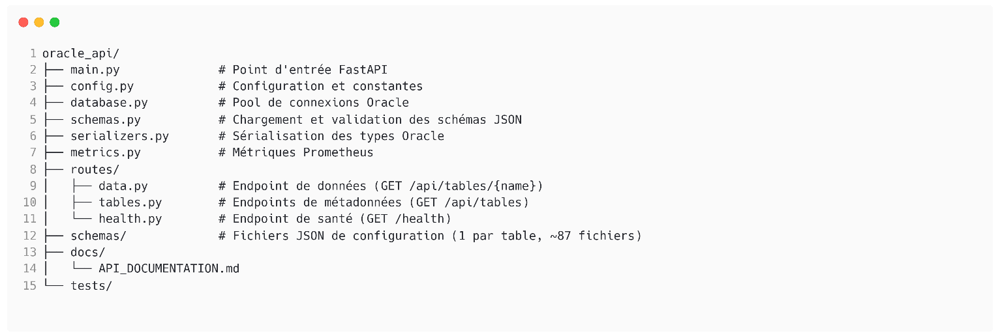 1 oracle_api/
2 ├── main.py              # Point d'entrée FastAPI
3 ├── config.py            # Configuration et constantes
4 ├── database.py          # Pool de connexions Oracle
5 ├── schemas.py           # Chargement et validation des schémas JSON
6 ├── serializers.py       # Sérialisation des types Oracle
7 ├── metrics.py           # Métriques Prometheus
8 ├── routes/
9 │   ├── data.py          # Endpoint de données (GET /api/tables/{name})
10 │   ├── tables.py        # Endpoints de métadonnées (GET /api/tables)
11 │   └── health.py        # Endpoint de santé (GET /health)
12 ├── schemas/             # Fichiers JSON de configuration (1 par table, ~87 fichiers)
13 ├── docs/
14 │   └── API_DOCUMENTATION.md
15 └── tests/